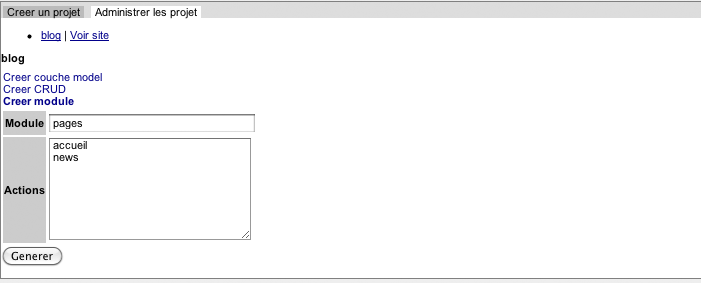 Creer un projet Administrer les projet
blog | Voir site
blog
Creer couche model
Creer CRUD
Creer module
Module pages
accueil
news
Actions
Generer